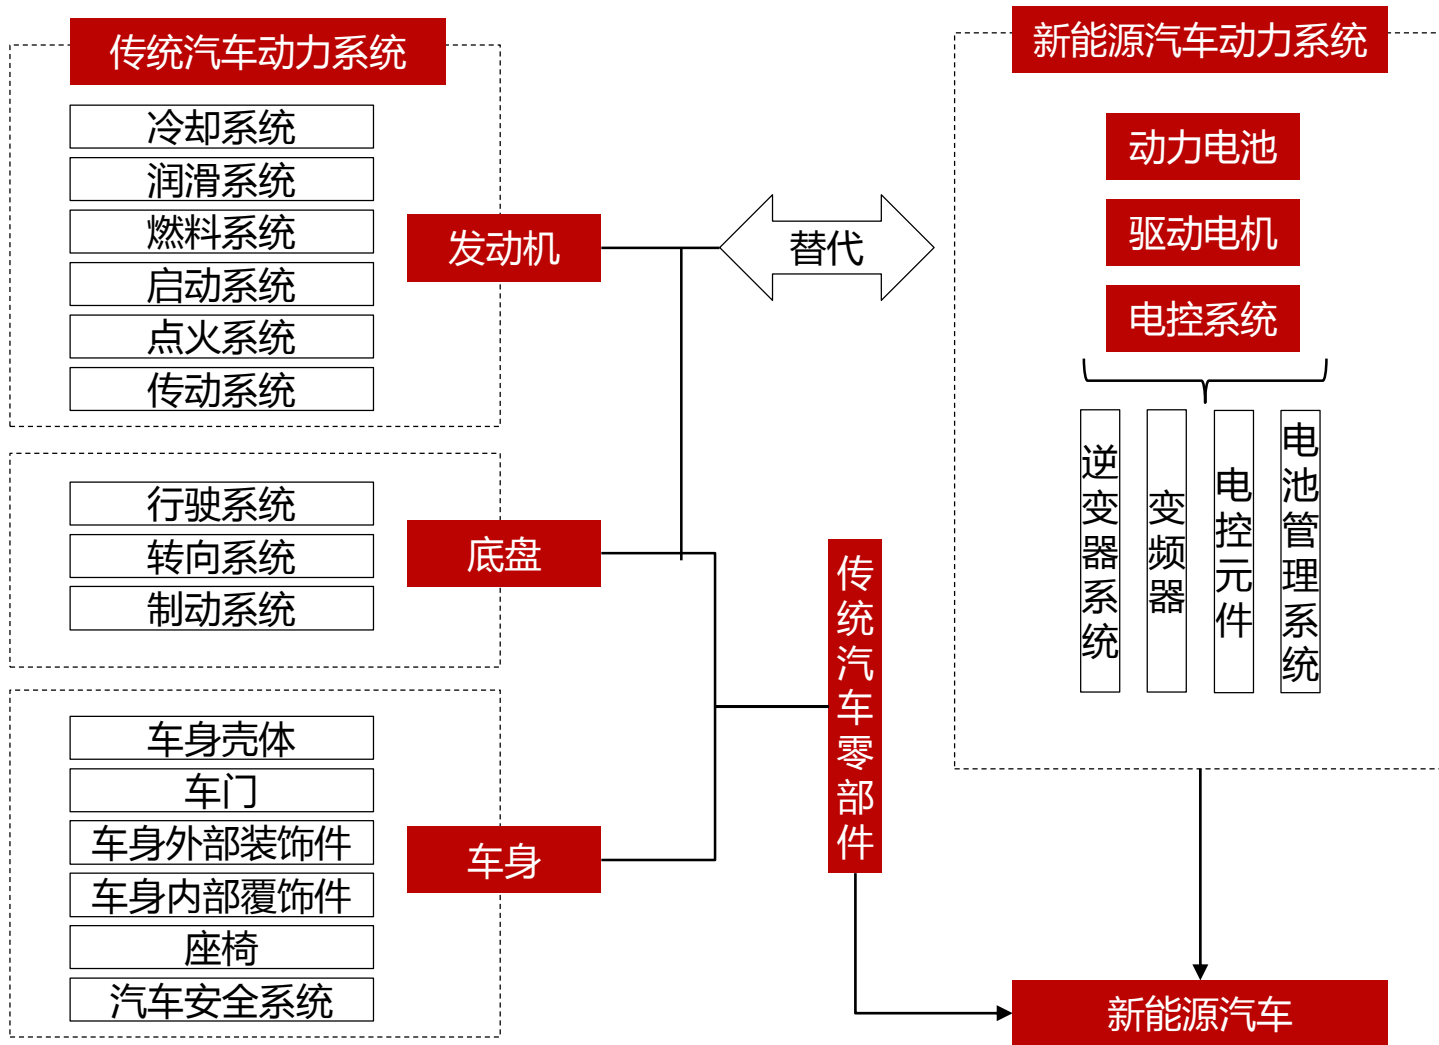 传统汽车动力系统
冷却系统
润滑系统
燃料系统
启动系统
点火系统
传动系统
发动机
行驶系统
转向系统
制动系统
底盘
车身壳体
车门
车身外部装饰件
车身内部覆饰件
座椅
汽车安全系统
车身
替代
传统汽车零部件
新能源汽车动力系统
动力电池
驱动电机
电控系统
逆变器系统
变频器
电控元件
电池管理系统
新能源汽车